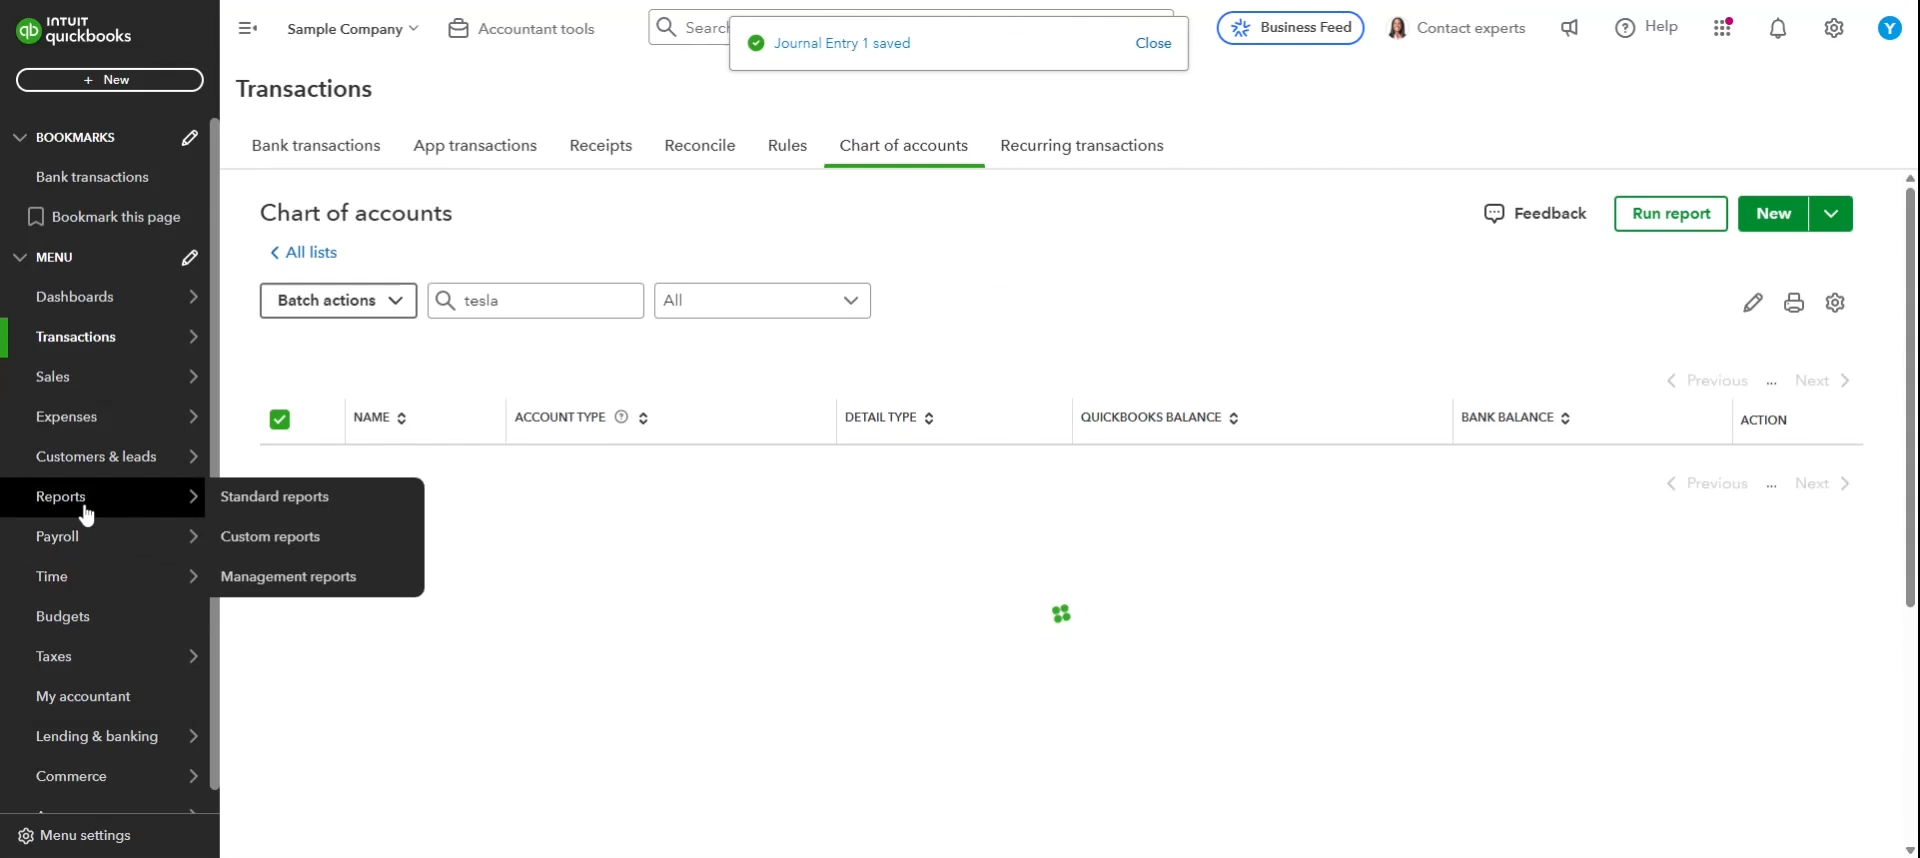 INTUIT
quickbooks
qb
Sample Company
Accountant tools
Search
Journal Entry 1 saved
Close
Business Feed
Contact experts
Help
Y
+ New
Transactions
BOOKMARKS
Bank transactions
Bookmark this page
MENU
Dashboards
Transactions
Sales
Expenses
Customers & leads
Reports
Payroll
Time
Budgets
Taxes
My accountant
Lending & banking
Commerce
Menu settings
Standard reports
Custom reports
Management reports
Bank transactions
App transactions
Receipts
Reconcile
Rules
Chart of accounts
Recurring transactions
Chart of accounts
Feedback
Run report
New
All lists
Batch actions
tesla
All
Previous ... Next
NAME
ACCOUNT TYPE
DETAIL TYPE
QUICKBOOKS BALANCE
BANK BALANCE
ACTION
Previous ... Next